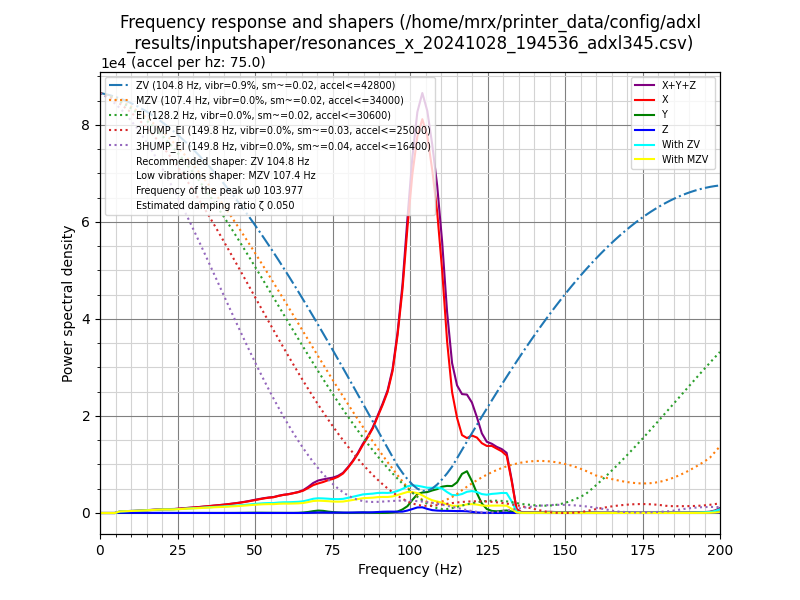 Frequency response and shapers (/home/mrx/printer_data/config/adxl
_results/inputshaper/resonances_x_20241028_194536_adxl345.csv)
1e4 (accel per hz: 75.0)
ZV (104.8 Hz, vibr=0.9%, sm~=0.02, accel<=42800)
MZV (107.4 Hz, vibr=0.0%, sm~=0.02, accel<=34000)
EI (128.2 Hz, vibr=0.0%, sm~=0.02, accel<=30600)
2HUMP_EI (149.8 Hz, vibr=0.0%, sm~=0.03, accel<=25000)
3HUMP_EI (149.8 Hz, vibr=0.0%, sm~=0.04, accel<=16400)
Recommended shaper: ZV 104.8 Hz
Low vibrations shaper: MZV 107.4 Hz
Frequency of the peak ω0 103.977
Estimated damping ratio ζ 0.050
X+Y+Z
X
Y
Z
With ZV
With MZV
Power spectral density
8
6
4
2
0
0 25 50 75 100 125 150 175 200
Frequency (Hz)